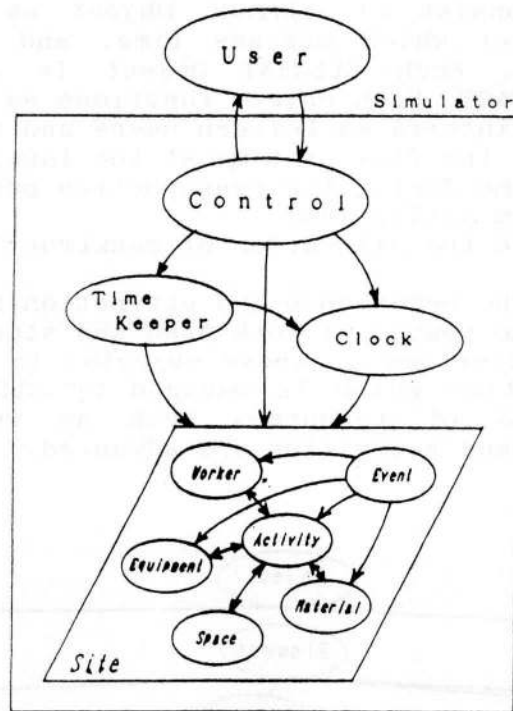 User
Simulator
Control
Time
Keeper
Clock
Worker
Event
Activity
Equipment
Material
Space
Site